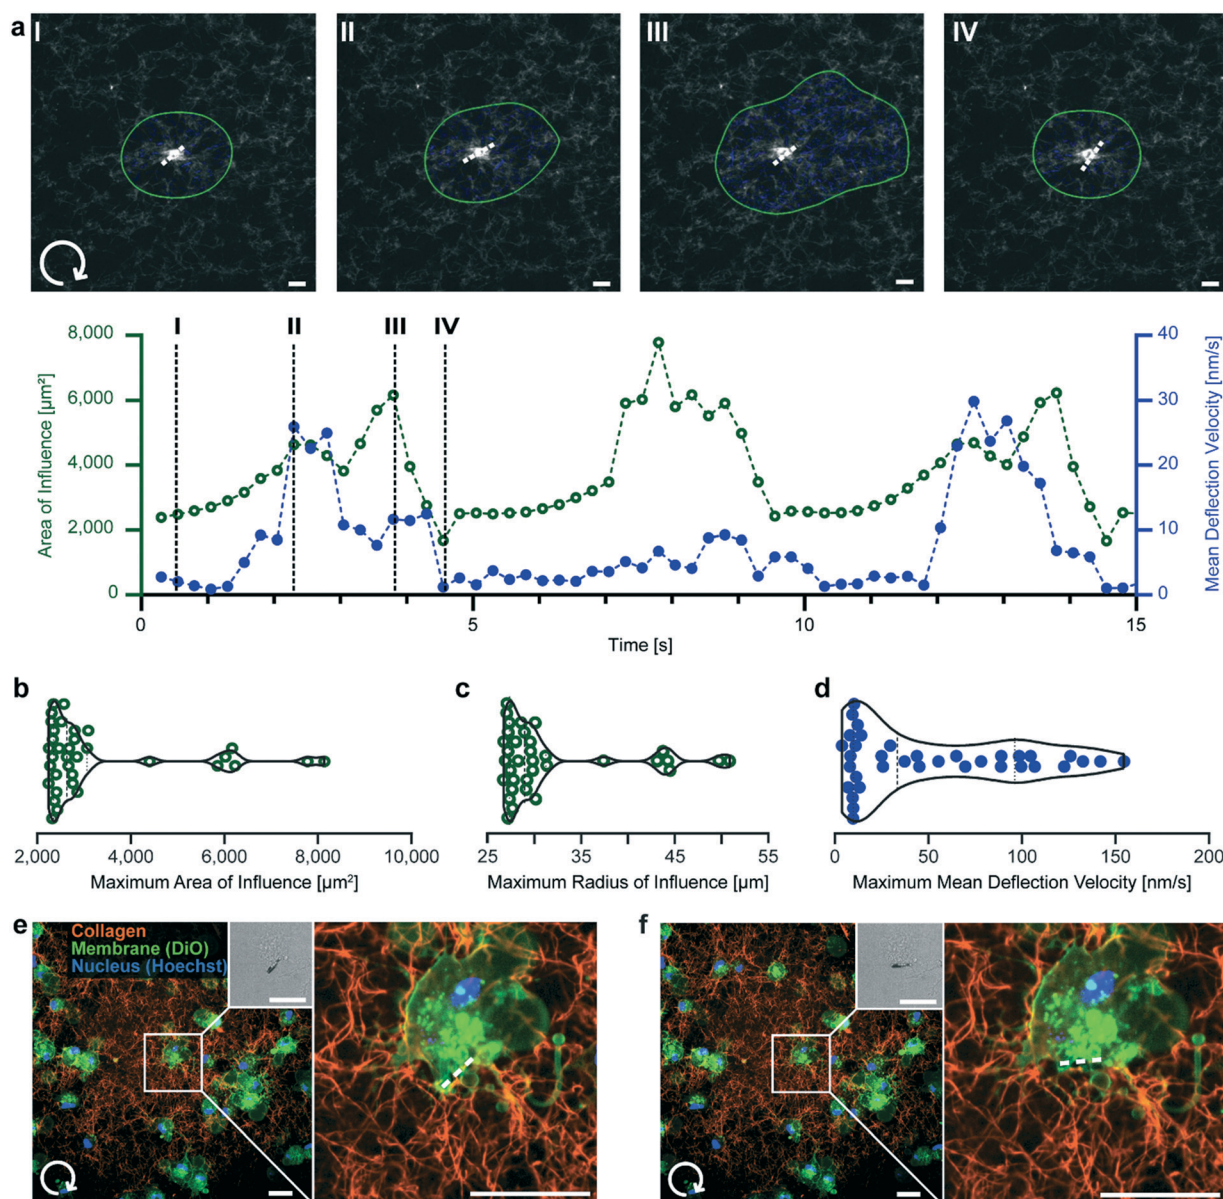 a
I
II
III
IV
I II III IV
8,000
6,000
4,000
2,000
0
Area of Influence [µm²]
40
30
20
10
0
Mean Deflection Velocity [nm/s]
0 5 10 15
Time [s]
b
2,000 4,000 6,000 8,000 10,000
Maximum Area of Influence [µm²]
c
25 35 45 55
Maximum Radius of Influence [µm]
d
0 50 100 150 200
Maximum Mean Deflection Velocity [nm/s]
e
Collagen
Membrane (DiO)
Nucleus (Hoechst)
f